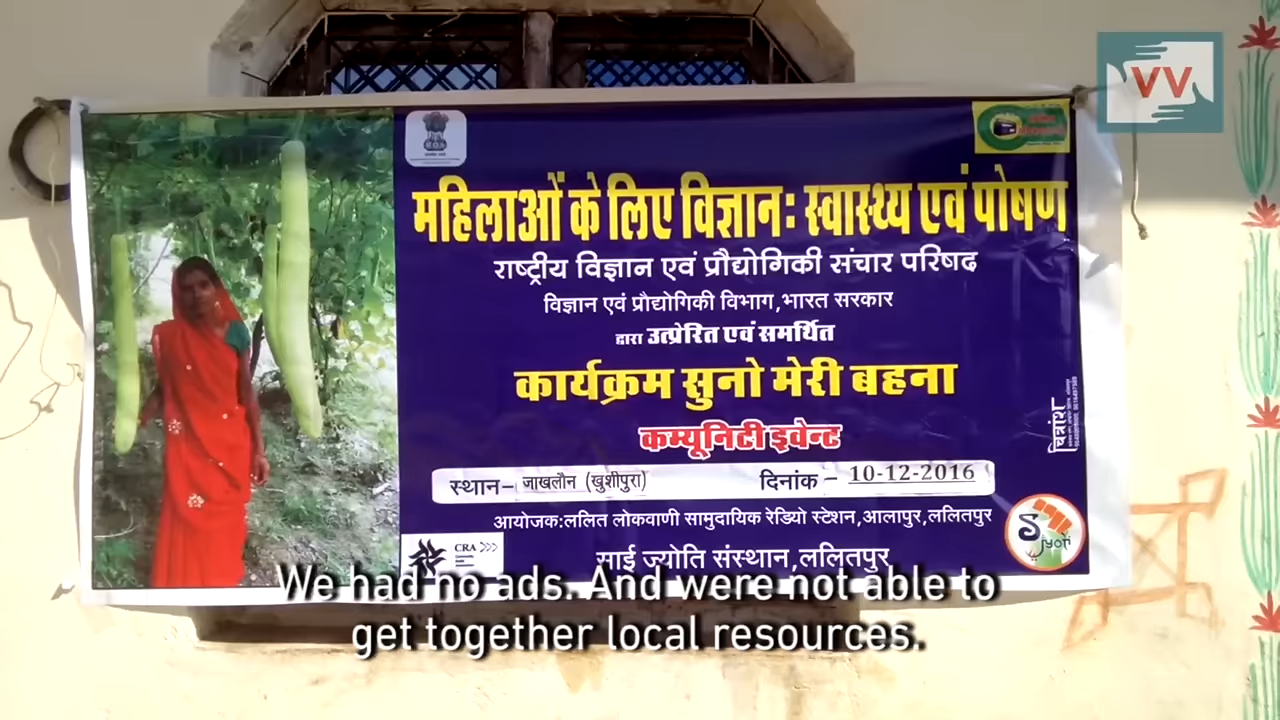 VV
महिलाओं के लिए विज्ञान: स्वास्थ्य एवं पोषण
राष्ट्रीय विज्ञान एवं प्रौद्योगिकी संचार परिषद
विज्ञान एवं प्रौद्योगिकी विभाग,भारत सरकार
द्वारा उत्प्रेरित एवं समर्थित
कार्यक्रम सुनो मेरी बहना
कम्यूनिटी इवेन्ट
स्थान- जाखलौन (खुशीपुरा) दिनांक - 10-12-2016
आयोजक:ललित लोकवाणी सामुदायिक रेडियो स्टेशन,आलापुर,ललितपुर
साई ज्योति संस्थान,ललितपुर
CRA
S Jyoti
चित्रांश
We had no ads. And were not able to
get together local resources.